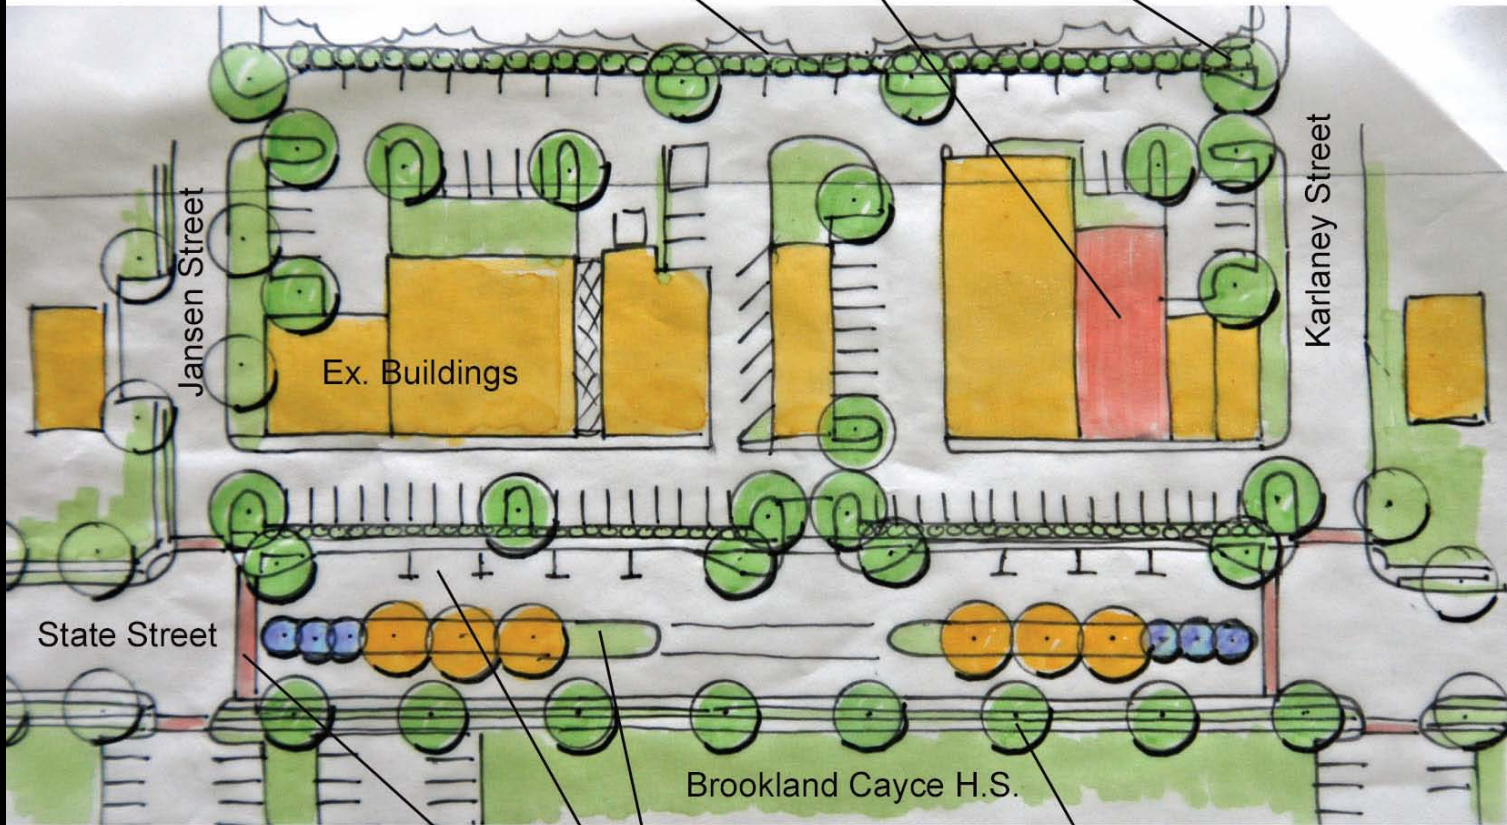 Jansen Street
Karlaney Street
Ex. Buildings
State Street
Brookland Cayce H.S.